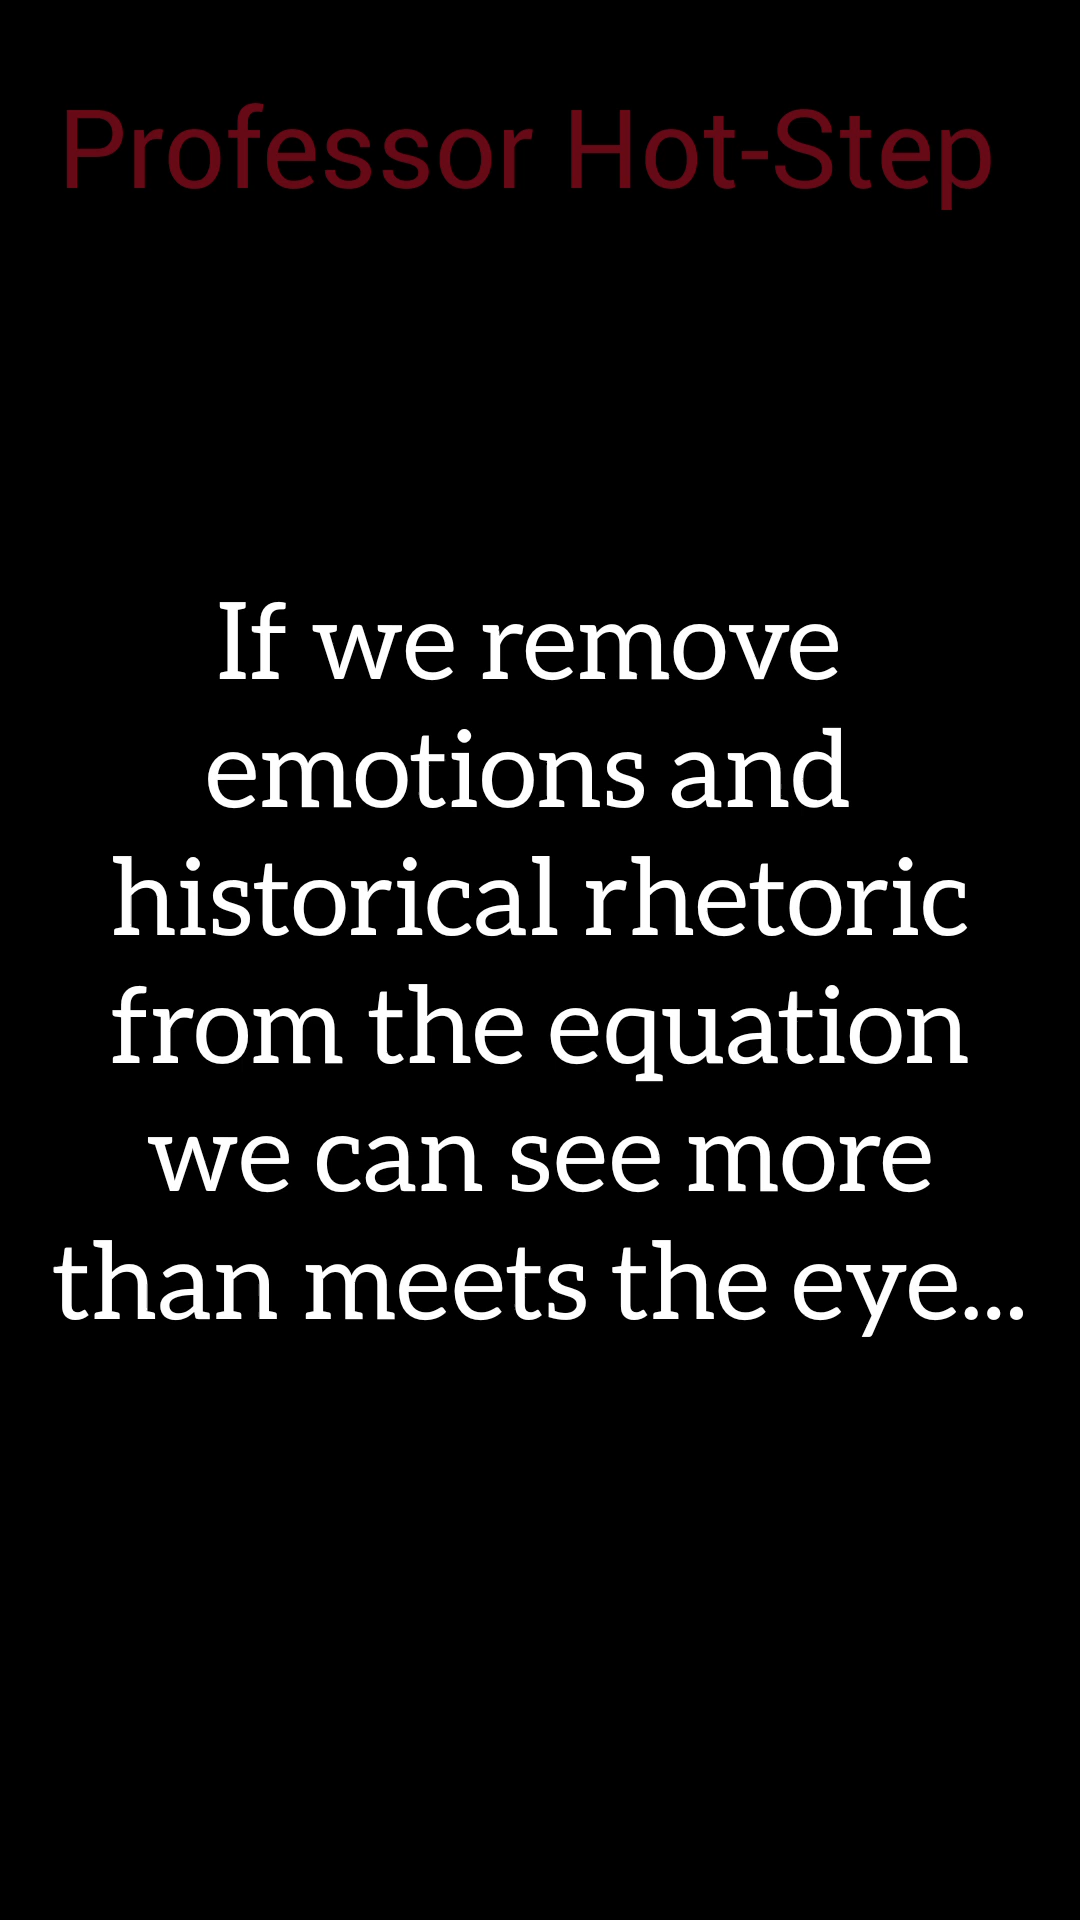 Professor Hot-Step
If we remove
emotions and
historical rhetoric
from the equation
we can see more
than meets the eye...